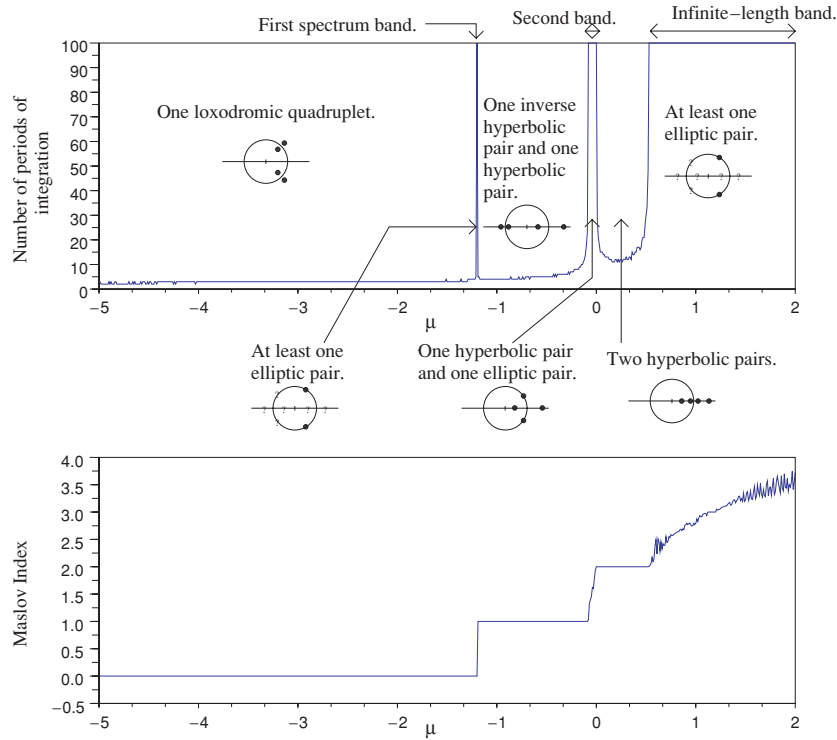 First spectrum band.
Second band.
Infinite−length band.
Number of periods of
integration
100
90
80
70
60
50
40
30
20
10
0
One loxodromic quadruplet.
One inverse
hyperbolic
pair and one
hyperbolic
pair.
At least one
elliptic pair.
? ? ? ? ? ?
−5 −4 −3 −2 −1 0 1 2
μ
At least one
elliptic pair.
One hyperbolic pair
and one elliptic pair.
Two hyperbolic pairs.
? ? ? ? ? ?
Maslov Index
4.0
3.5
3.0
2.5
2.0
1.5
1.0
0.5
0.0
−0.5
−5 −4 −3 −2 −1 0 1 2
μ